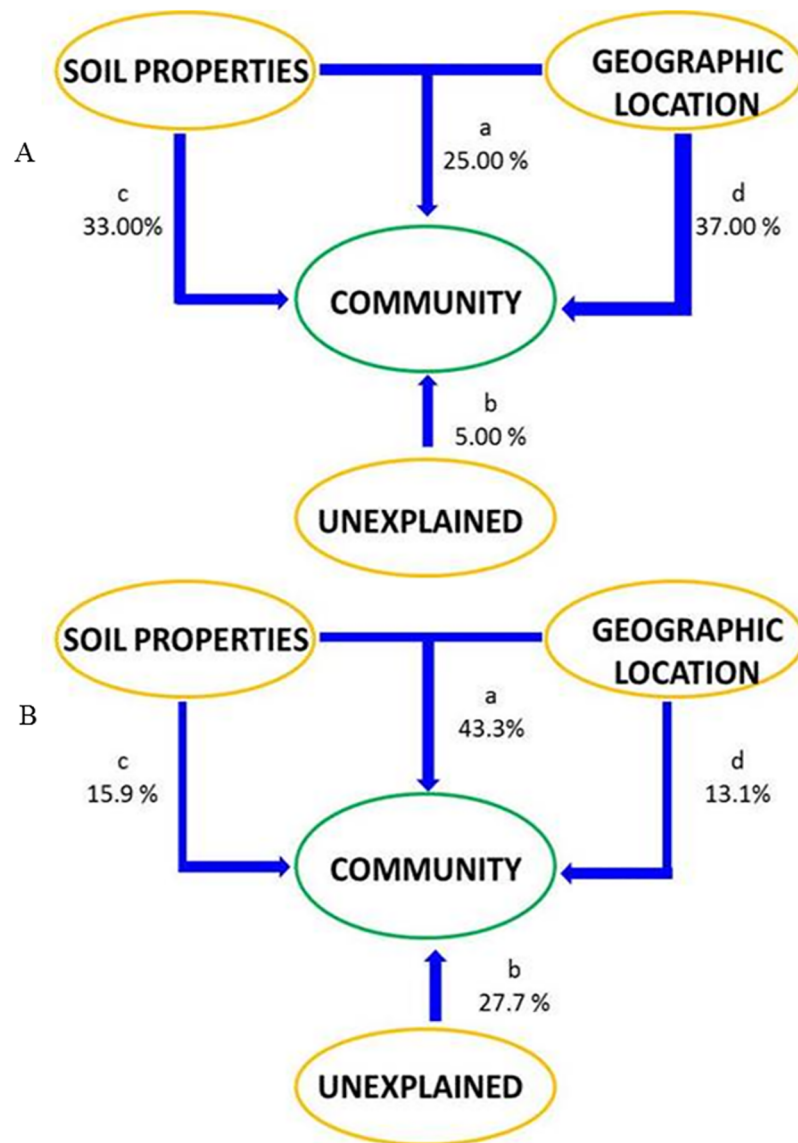 SOIL PROPERTIES
GEOGRAPHIC
LOCATION
A
a
25.00 %
c
33.00%
d
37.00 %
COMMUNITY
b
5.00 %
UNEXPLAINED
SOIL PROPERTIES
GEOGRAPHIC
LOCATION
B
a
43.3%
c
15.9 %
d
13.1%
COMMUNITY
b
27.7 %
UNEXPLAINED